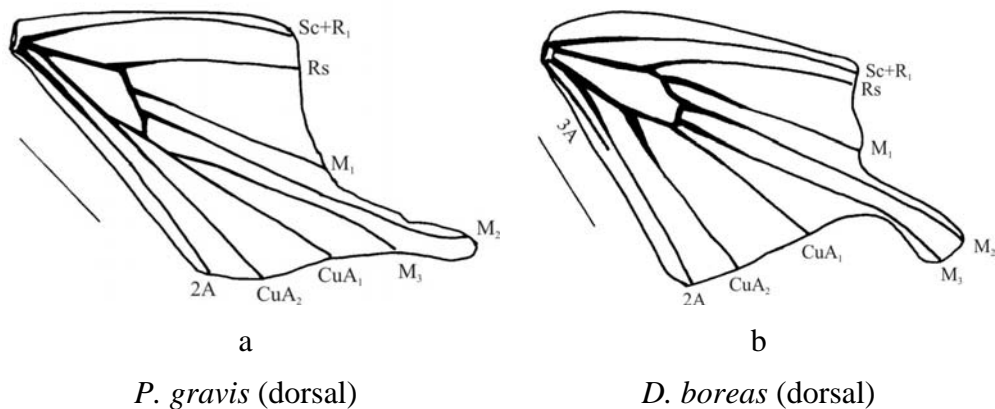 Sc+R₁
Rs
M₁
M₂
M₃
CuA₁
CuA₂
2A
a
P. gravis (dorsal)
Sc+R₁
Rs
3A
M₁
M₂
M₃
CuA₁
CuA₂
2A
b
D. boreas (dorsal)